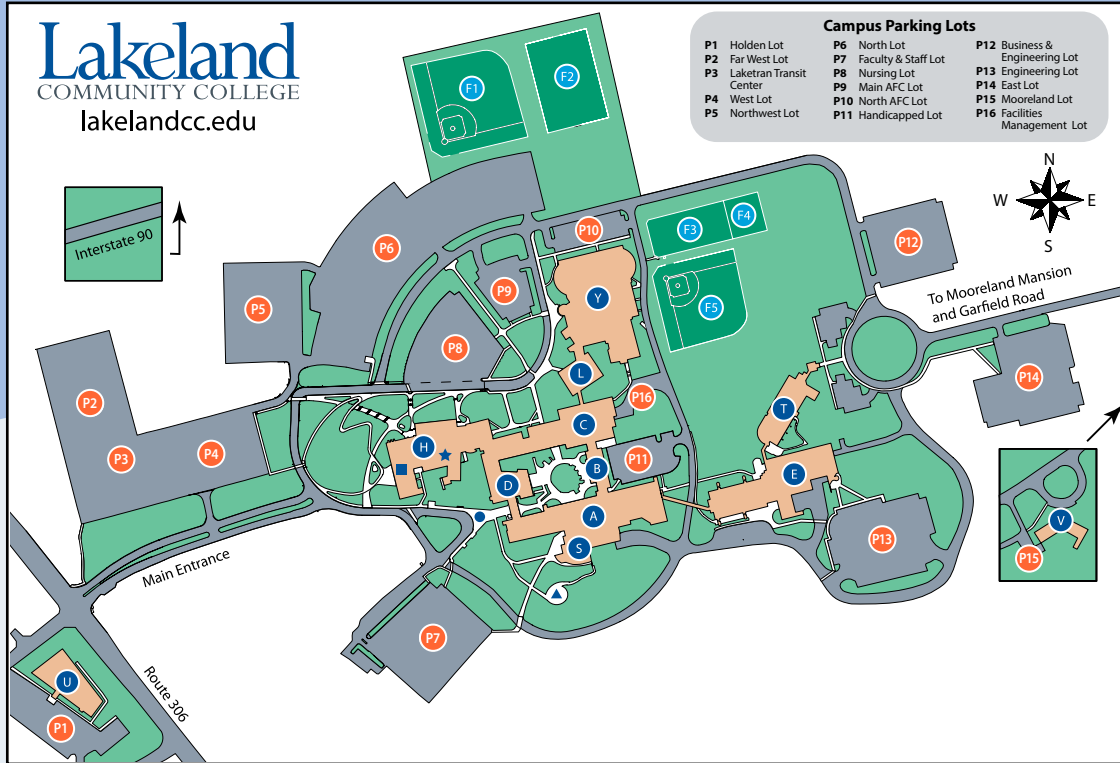 Lakeland
COMMUNITY COLLEGE
lakelandcc.edu
Campus Parking Lots
P1 Holden Lot
P2 Far West Lot
P3 Laketran Transit
Center
P4 West Lot
P5 Northwest Lot
P6 North Lot
P7 Faculty & Staff Lot
P8 Nursing Lot
P9 Main AFC Lot
P10 North AFC Lot
P11 Handicapped Lot
P12 Business &
Engineering Lot
P13 Engineering Lot
P14 East Lot
P15 Mooreland Lot
P16 Facilities
Management Lot
F1
F2
N
W E
S
Interstate 90
P6
P10
F3
F4
P12
P9
Y
F5
To Mooreland Mansion
and Garfield Road
P5
P8
L
P14
P2
P16
T
C
P3
P4
H
B
P11
D
E
A
V
S
P13
P15
Main Entrance
P7
U
Route 306
P1